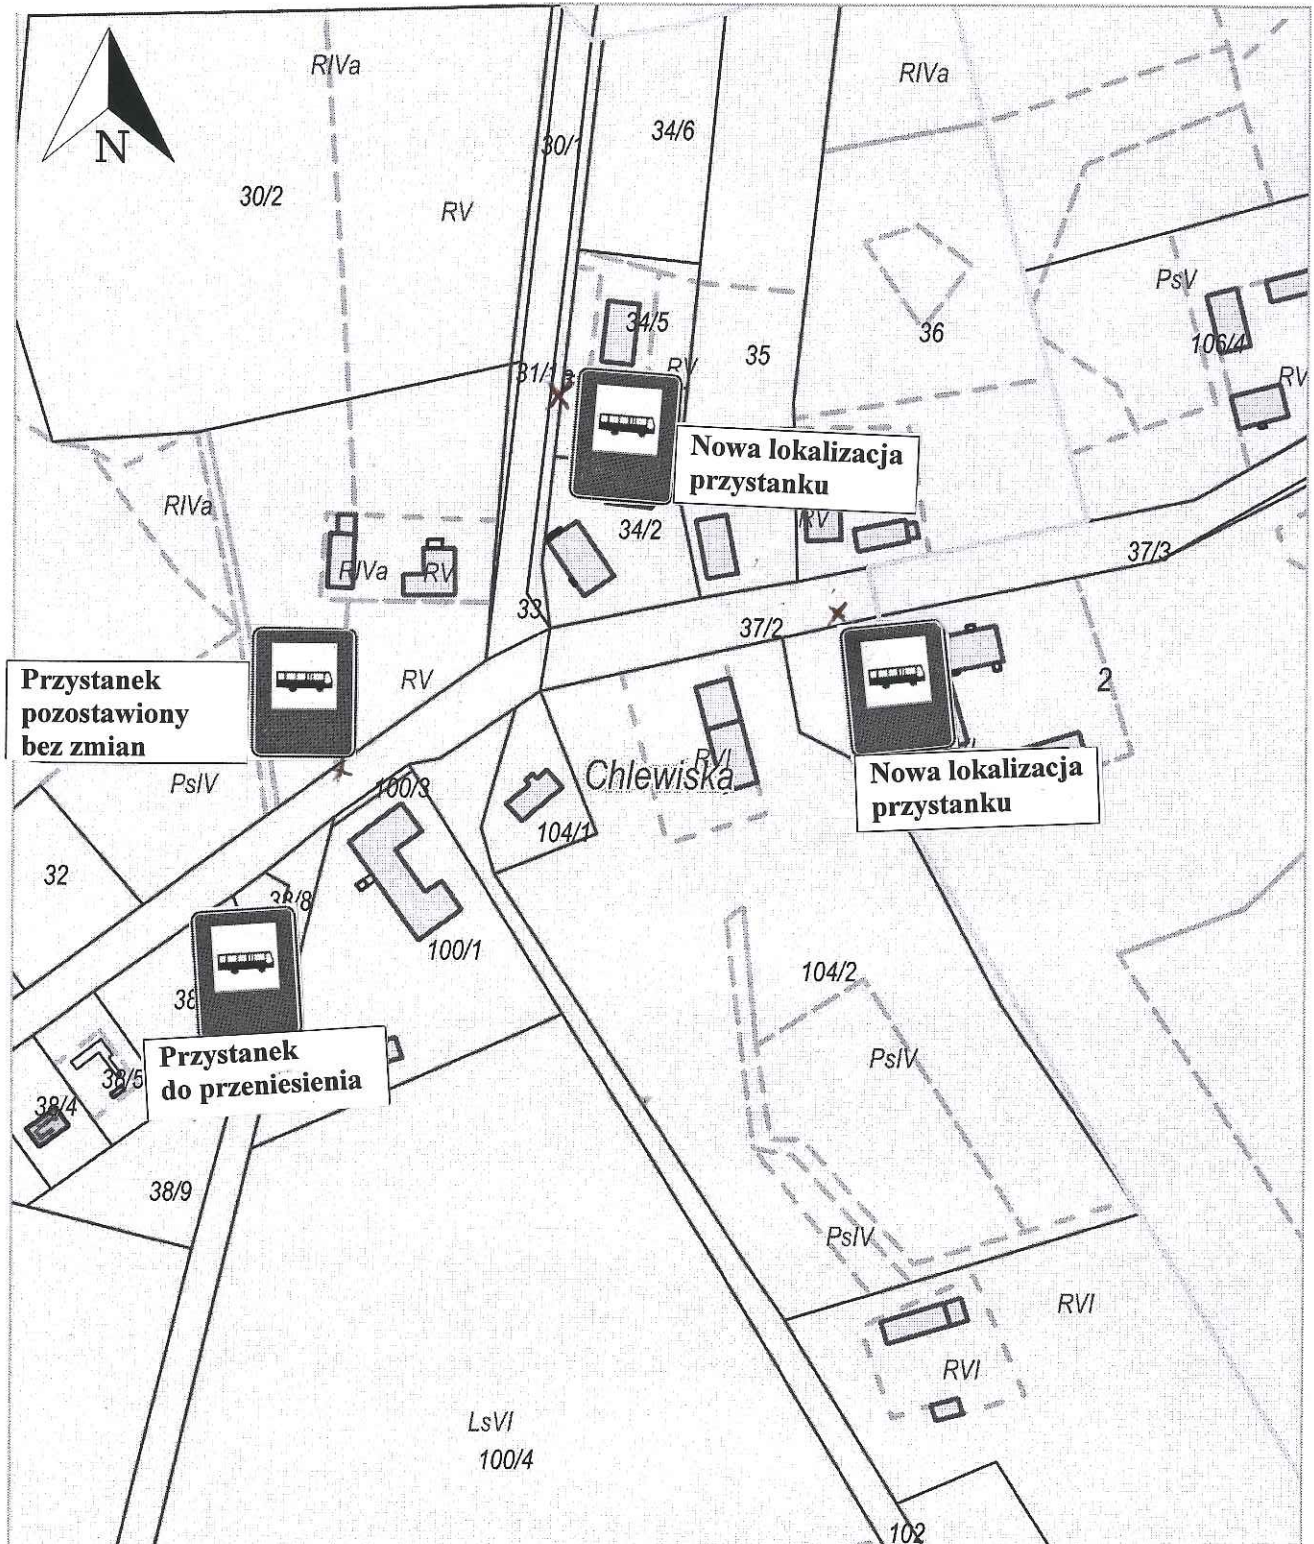 RIVa
RIVa
34/6
30/1
30/2
RV
PsV
34/5
36
106/4
35
RV
31/1
RV
Nowa lokalizacja
przystanku
RIVa
RV
34/2
37/3
RIVa
RV
33
37/2
Przystanek
pozostawiony
bez zmian
RV
2
RVI
Chlewiska
Nowa lokalizacja
przystanku
PsIV
100/3
104/1
32
38/8
100/1
104/2
38
Przystanek
do przeniesienia
PsIV
38/5
38/4
38/9
PsIV
RVI
RVI
LsVI
100/4
102
N